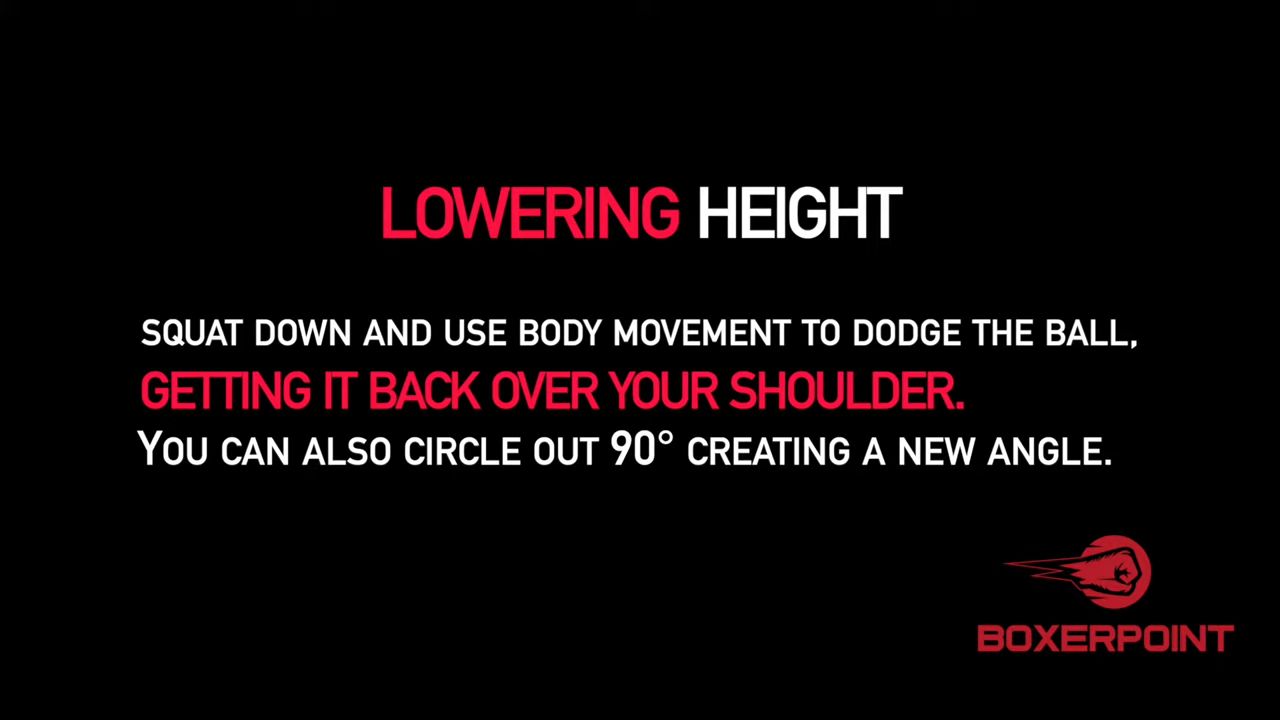 LOWERING HEIGHT
SQUAT DOWN AND USE BODY MOVEMENT TO DODGE THE BALL,
GETTING IT BACK OVER YOUR SHOULDER.
YOU CAN ALSO CIRCLE OUT 90° CREATING A NEW ANGLE.
BOXERPOINT